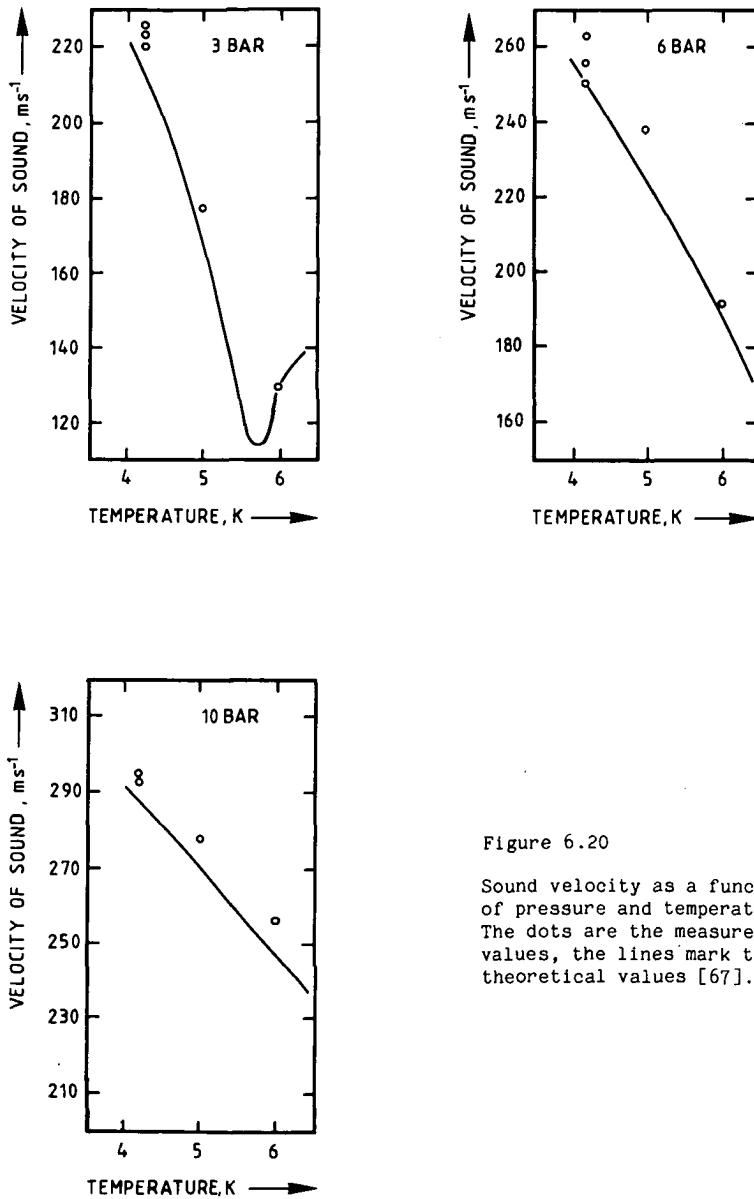 3 BAR
220
200
180
160
140
120
VELOCITY OF SOUND, ms⁻¹
4 5 6
TEMPERATURE, K
6 BAR
260
240
220
200
180
160
VELOCITY OF SOUND, ms⁻¹
4 5 6
TEMPERATURE, K
10 BAR
310
290
270
250
230
210
VELOCITY OF SOUND, ms⁻¹
4 5 6
TEMPERATURE, K
Figure 6.20
Sound velocity as a func
of pressure and temperat
The dots are the measure
values, the lines mark t
theoretical values [67].